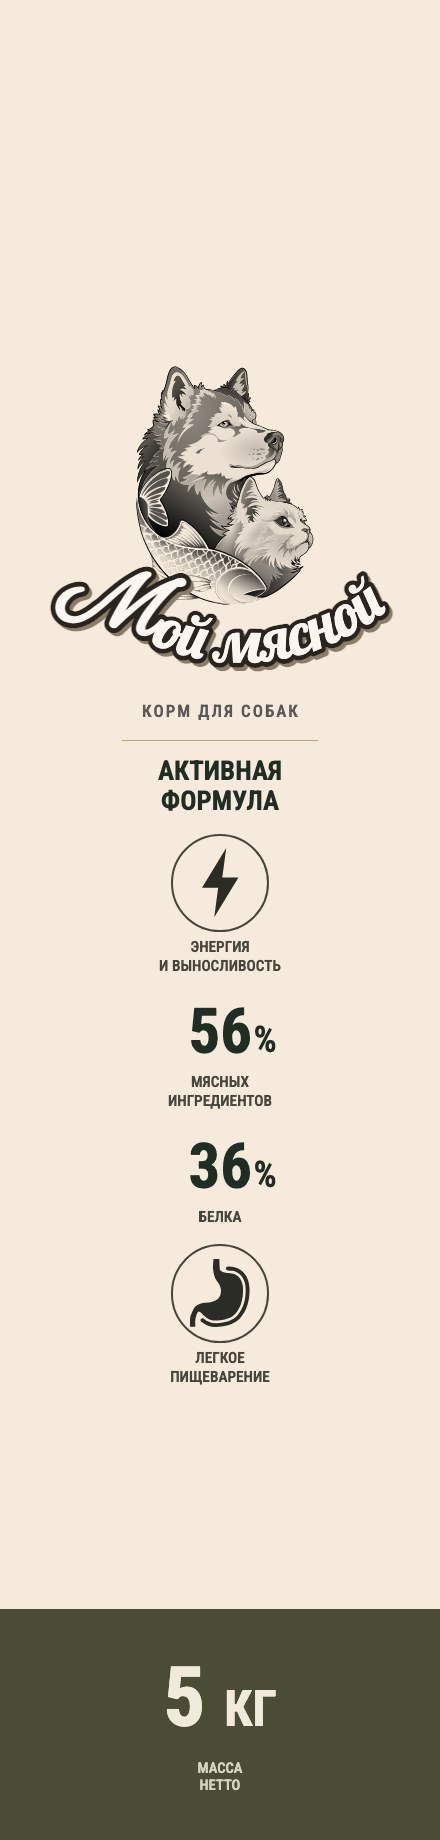 Мой мясной
КОРМ ДЛЯ СОБАК
АКТИВНАЯ
ФОРМУЛА
ЭНЕРГИЯ
И ВЫНОСЛИВОСТЬ
56%
МЯСНЫХ
ИНГРЕДИЕНТОВ
36%
БЕЛКА
ЛЕГКОЕ
ПИЩЕВАРЕНИЕ
5 кг
МАССА
НЕТТО